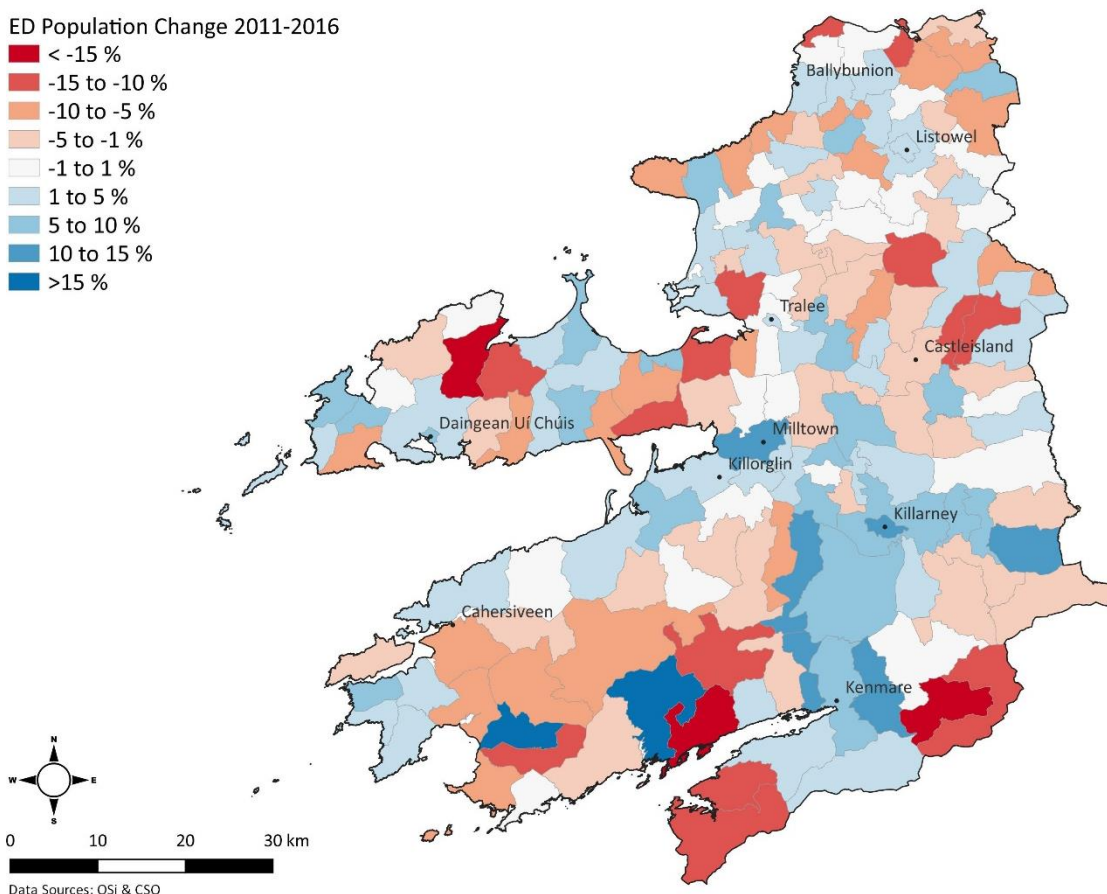 ED Population Change 2011-2016
< -15 %
-15 to -10 %
-10 to -5 %
-5 to -1 %
-1 to 1 %
1 to 5 %
5 to 10 %
10 to 15 %
>15 %
Ballybunion
Listowel
Tralee
Castleisland
Daingean Uí Chúis
Milltown
Killorglin
Killarney
Cahersiveen
Kenmare
N
W E
S
0 10 20 30 km
Data Sources: OSi & CSO